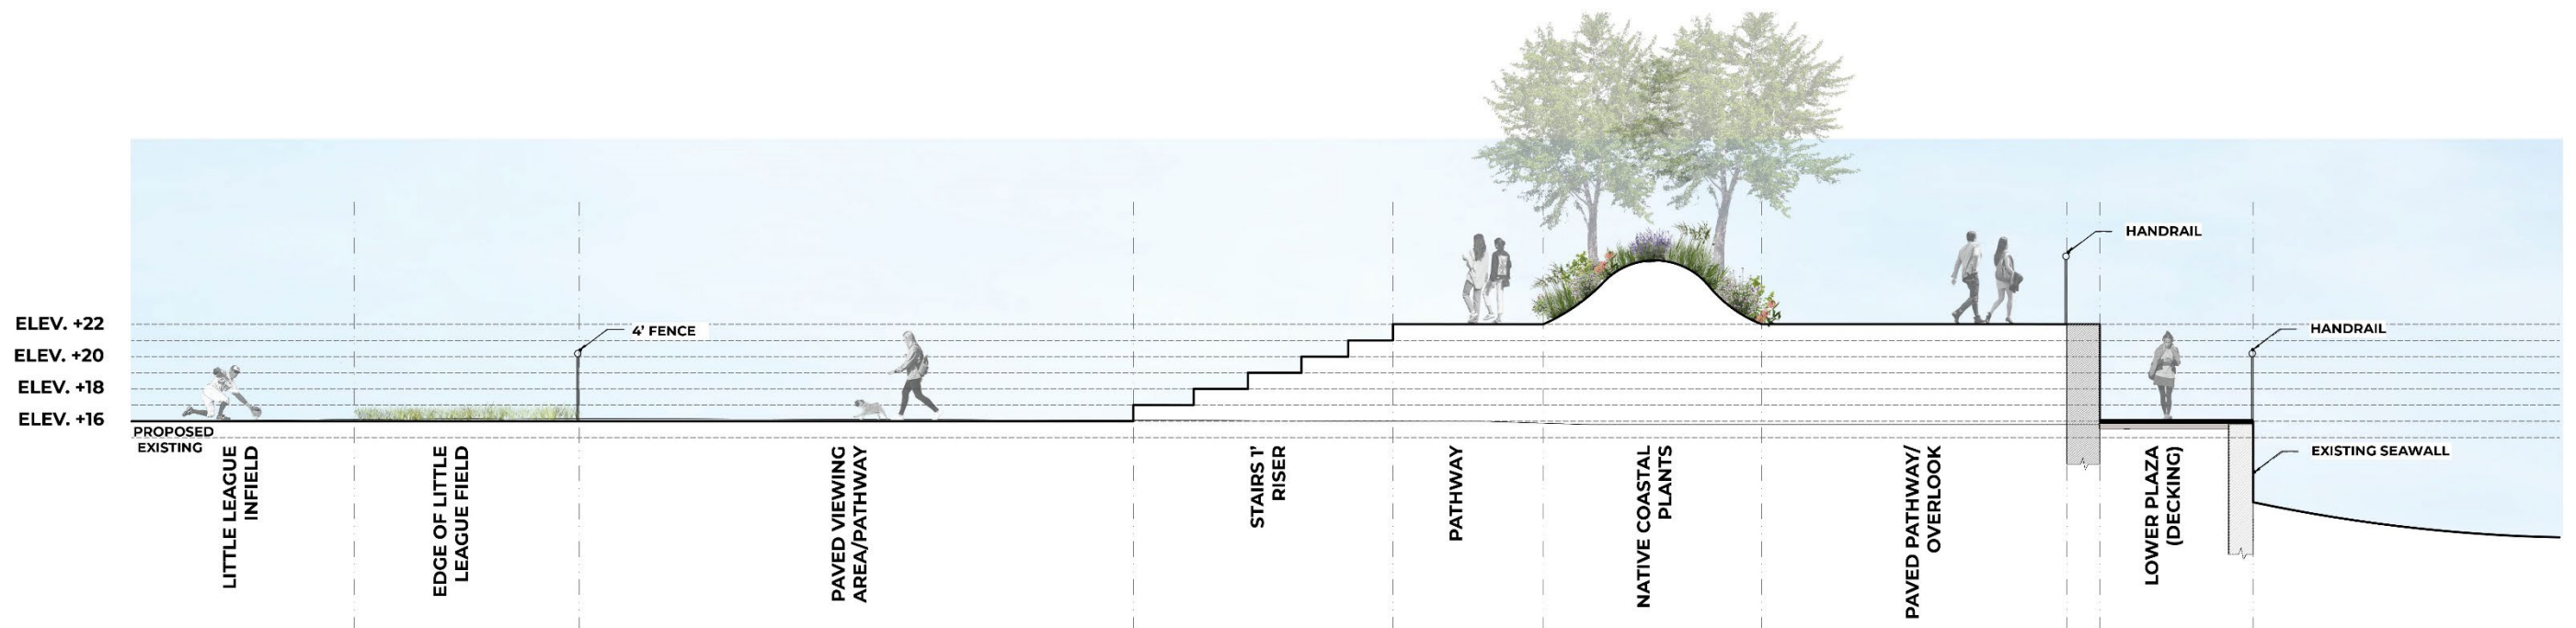 HANDRAIL
ELEV. +22
4' FENCE
HANDRAIL
ELEV. +20
ELEV. +18
ELEV. +16
PROPOSED
EXISTING
EXISTING SEAWALL
LITTLE LEAGUE
INFIELD
EDGE OF LITTLE
LEAGUE FIELD
PAVED VIEWING
AREA/PATHWAY
STAIRS 1'
RISER
PATHWAY
NATIVE COASTAL
PLANTS
PAVED PATHWAY/
OVERLOOK
LOWER PLAZA
(DECKING)